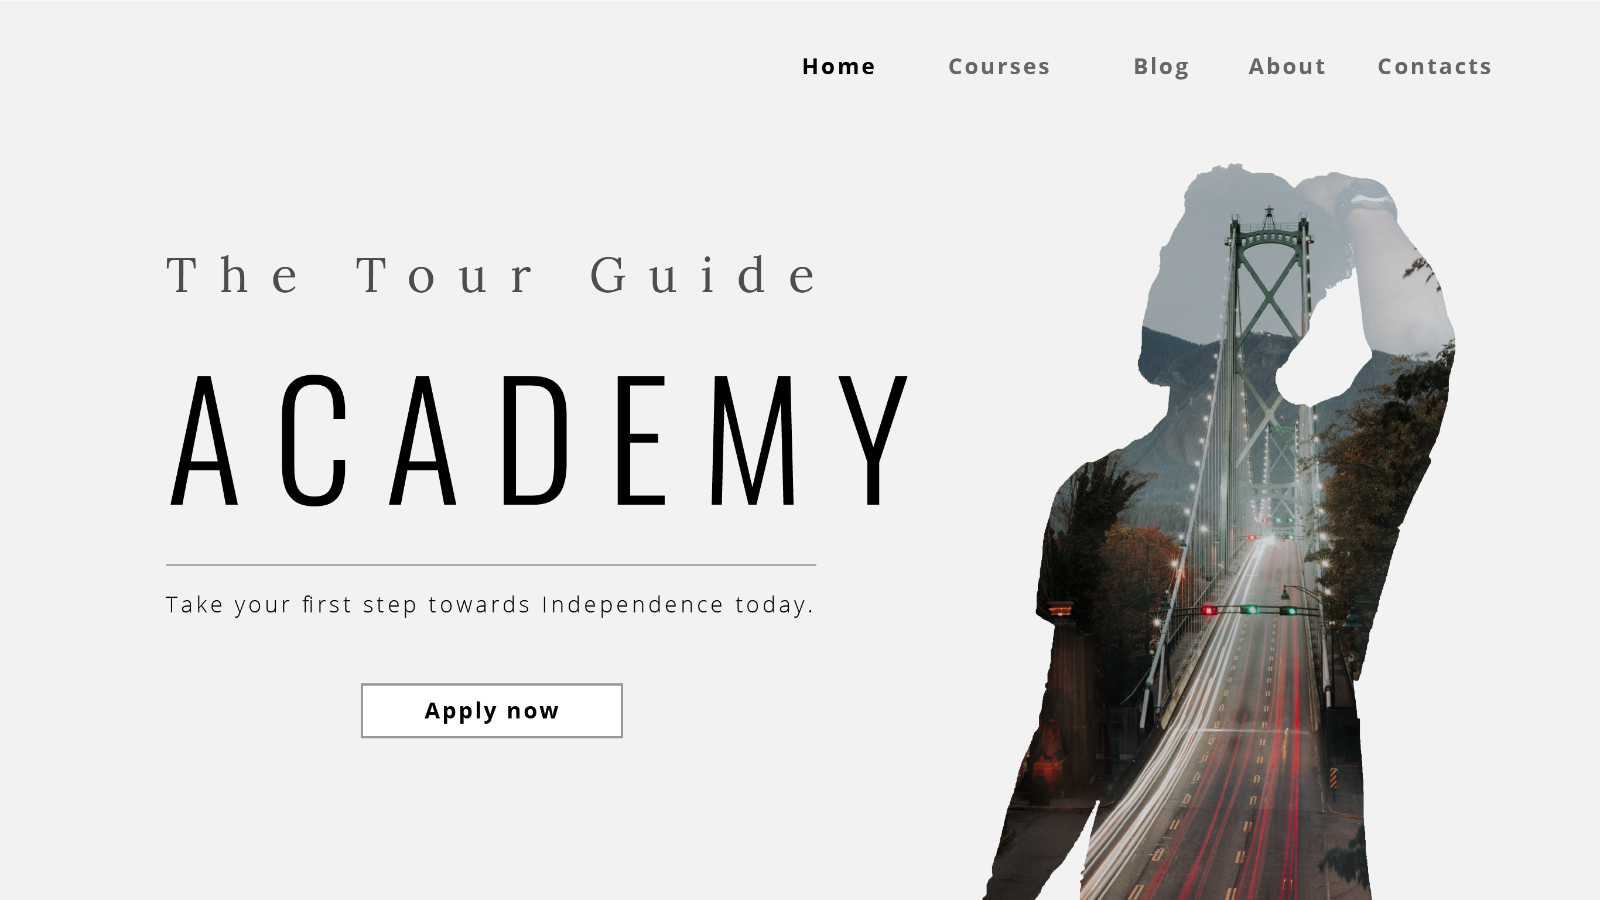 Home Courses Blog About Contacts
The Tour Guide
ACADEMY
Take your first step towards Independence today.
Apply now